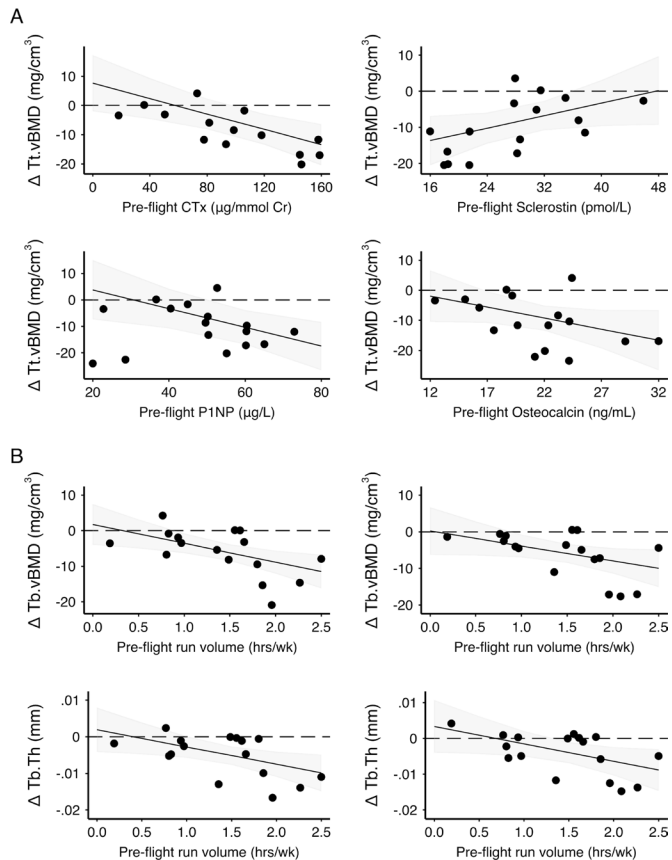 A
Δ Tt.vBMD (mg/cm³)
10
0
-10
-20
0 40 80 120 160
Pre-flight CTx (µg/mmol Cr)
Δ Tt.vBMD (mg/cm³)
10
0
-10
-20
16 22 28 35 42 48
Pre-flight Sclerostin (pmol/L)
Δ Tt.vBMD (mg/cm³)
10
0
-10
-20
20 40 60 80
Pre-flight P1NP (µg/L)
Δ Tt.vBMD (mg/cm³)
10
0
-10
-20
12 17 22 27 32
Pre-flight Osteocalcin (ng/mL)
B
Δ Tb.vBMD (mg/cm³)
10
0
-10
-20
0.0 0.5 1.0 1.5 2.0 2.5
Pre-flight run volume (hrs/wk)
Δ Tb.vBMD (mg/cm³)
10
0
-10
-20
0.0 0.5 1.0 1.5 2.0 2.5
Pre-flight run volume (hrs/wk)
Δ Tb.Th (mm)
.01
0
-.01
-.02
0.0 0.5 1.0 1.5 2.0 2.5
Pre-flight run volume (hrs/wk)
Δ Tb.Th (mm)
.01
0
-.01
-.02
0.0 0.5 1.0 1.5 2.0 2.5
Pre-flight run volume (hrs/wk)